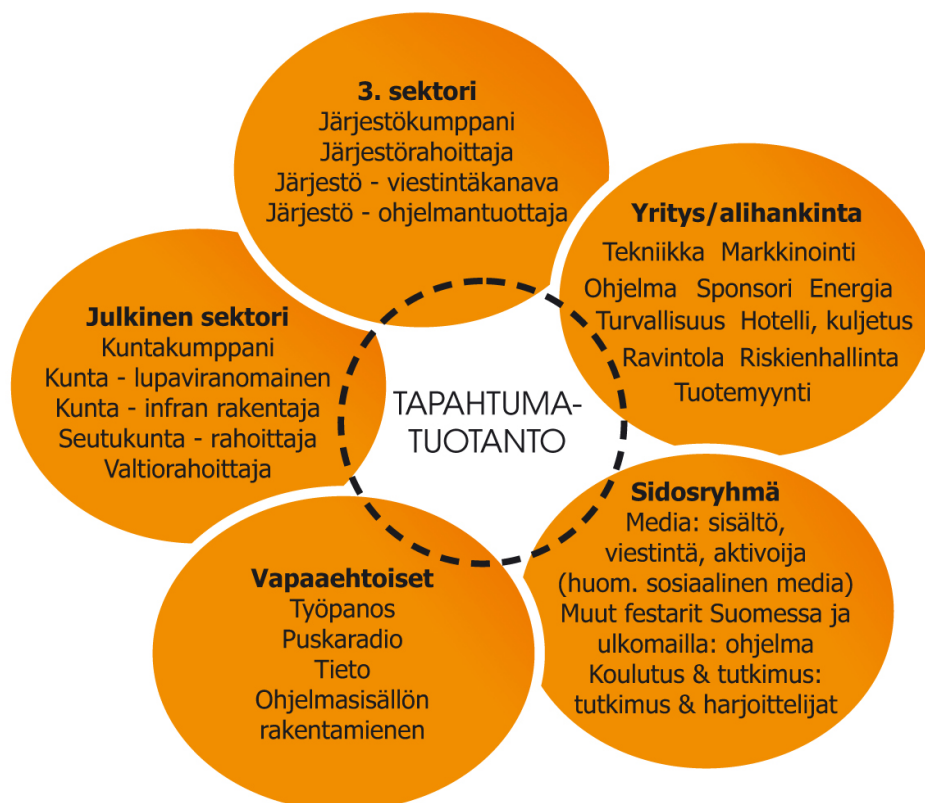 3. sektori
Järjestökumppani
Järjestörahoittaja
Järjestö - viestintäkanava
Järjestö - ohjelmantuottaja
Yritys/alihankinta
Tekniikka Markkinointi
Ohjelma Sponsori Energia
Turvallisuus Hotelli, kuljetus
Ravintola Riskienhallinta
Tuotemyynti
Julkinen sektori
Kuntakumppani
Kunta - lupaviranomainen
Kunta - infran rakentaja
Seutukunta - rahoittaja
Valtiorahoittaja
TAPAHTUMA-
TUOTANTO
Sidosryhmä
Media: sisältö,
viestintä, aktivoija
(huom. sosiaalinen media)
Muut festarit Suomessa ja
ulkomailla: ohjelma
Koulutus & tutkimus:
tutkimus & harjoittelijat
Vapaaehtoiset
Työpanos
Puskaradio
Tieto
Ohjelmasisällön
rakentamienen